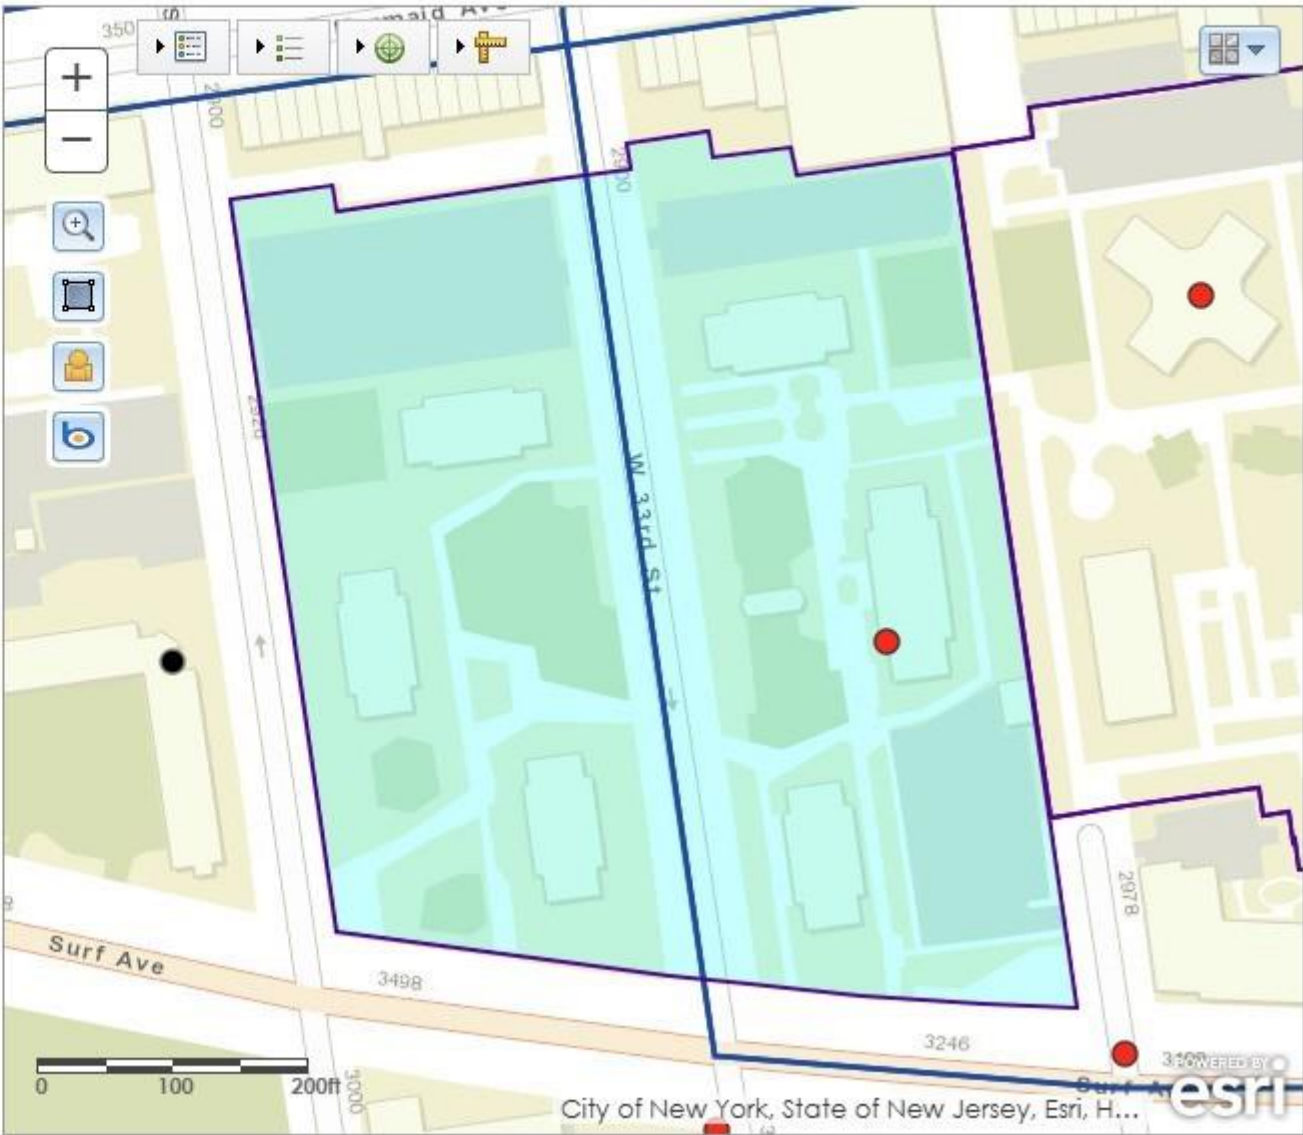 350
2900
2900
2920
W 33rd St
2978
Surf Ave
3498
3246
0 100 200ft
3000
POWERED BY
esri
City of New York, State of New Jersey, Esri, H...